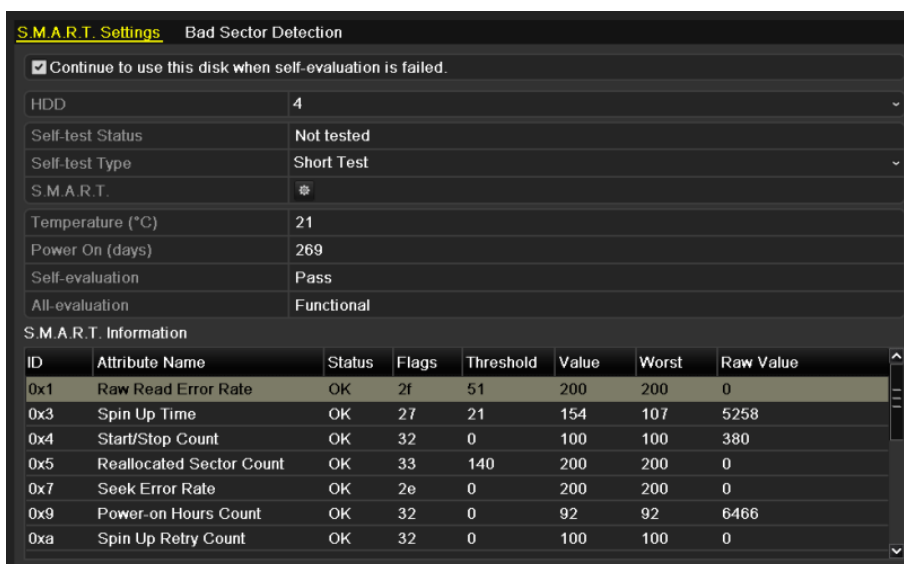 S.M.A.R.T. Settings Bad Sector Detection
Continue to use this disk when self-evaluation is failed.
HDD 4
Self-test Status Not tested
Self-test Type Short Test
S.M.A.R.T.
Temperature (°C) 21
Power On (days) 269
Self-evaluation Pass
All-evaluation Functional
S.M.A.R.T. Information
ID Attribute Name Status Flags Threshold Value Worst Raw Value
0x1 Raw Read Error Rate OK 2f 51 200 200 0
0x3 Spin Up Time OK 27 21 154 107 5258
0x4 Start/Stop Count OK 32 0 100 100 380
0x5 Reallocated Sector Count OK 33 140 200 200 0
0x7 Seek Error Rate OK 2e 0 200 200 0
0x9 Power-on Hours Count OK 32 0 92 92 6466
0xa Spin Up Retry Count OK 32 0 100 100 0